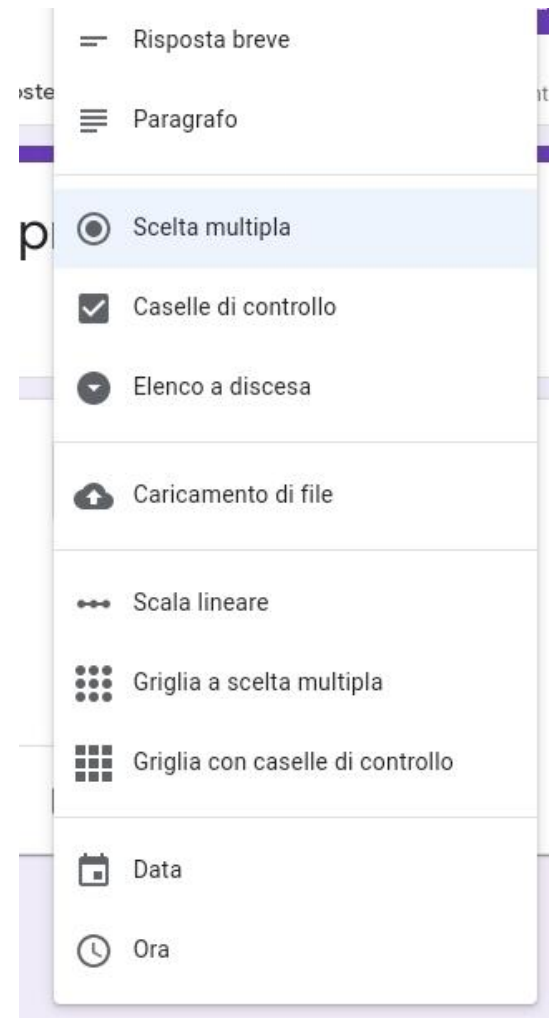 Risposta breve
Paragrafo
Scelta multipla
Caselle di controllo
Elenco a discesa
Caricamento di file
Scala lineare
Griglia a scelta multipla
Griglia con caselle di controllo
Data
Ora